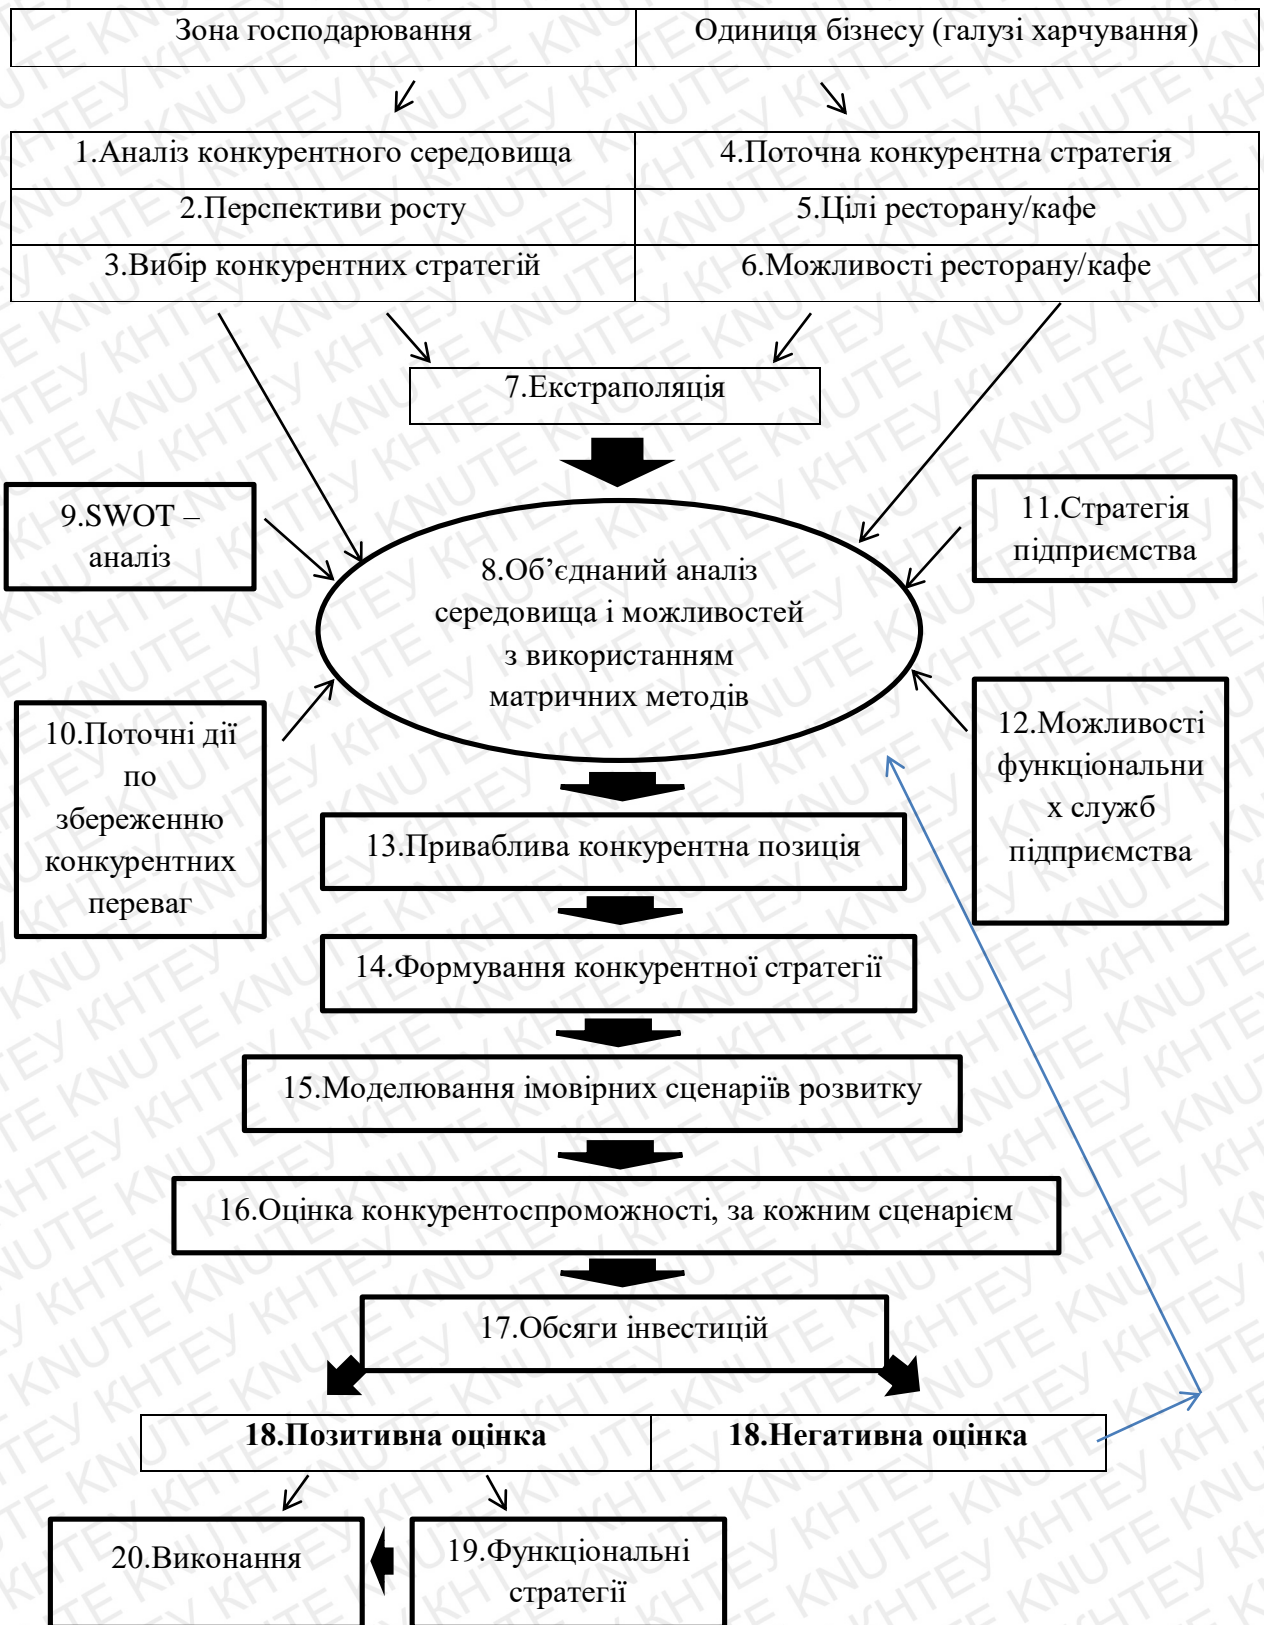 Зона господарювання
Одиниця бізнесу (галузі харчування)
1.Аналіз конкурентного середовища
4.Поточна конкурентна стратегія
2.Перспективи росту
5.Цілі ресторану/кафе
3.Вибір конкурентних стратегій
6.Можливості ресторану/кафе
7.Екстраполяція
9.SWOT –
аналіз
11.Стратегія
підприємства
8.Об’єднаний аналіз
середовища і можливостей
з використанням
матричних методів
10.Поточні дії
по
збереженню
конкурентних
переваг
12.Можливості
функціональни
х служб
підприємства
13.Приваблива конкурентна позиція
14.Формування конкурентної стратегії
15.Моделювання імовірних сценаріїв розвитку
16.Оцінка конкурентоспроможності, за кожним сценарієм
17.Обсяги інвестицій
18.Позитивна оцінка
18.Негативна оцінка
20.Виконання
19.Функціональні
стратегії